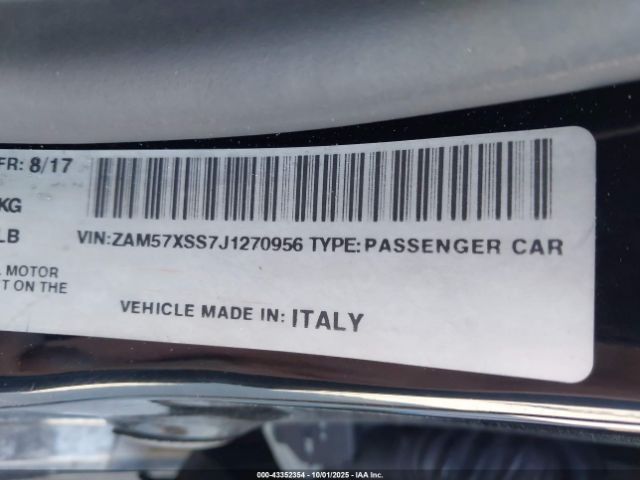 FR: 8/17
KG
LB
VIN:ZAM57XSS7J1270956 TYPE:PASSENGER CAR
MOTOR
ON THE
VEHICLE MADE IN: ITALY
000-43352354 | 10/01/2025 | Copart IAA, Inc.